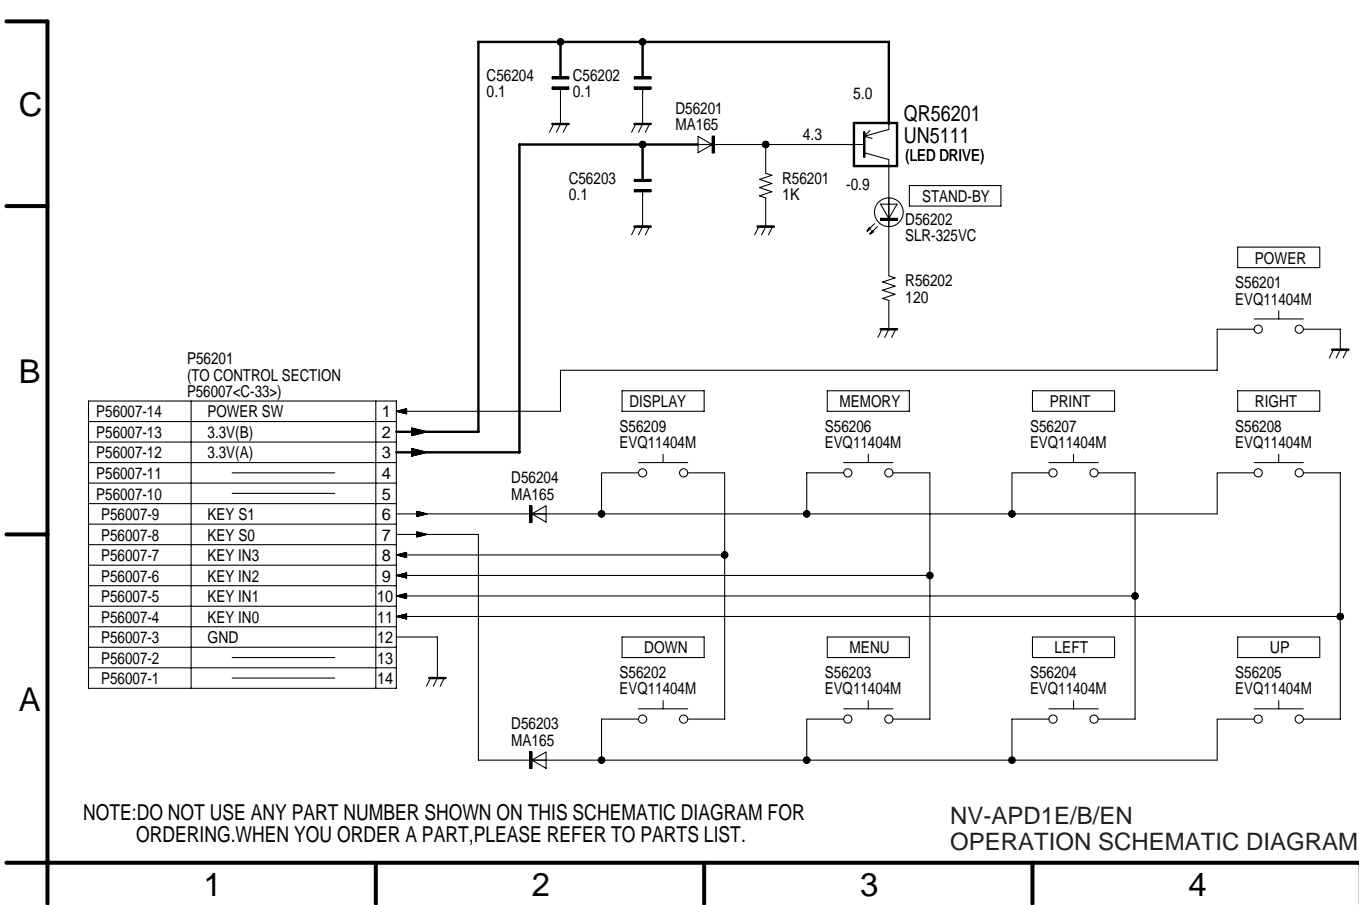 C
C56204
0.1
C56202
0.1
D56201
MA165
5.0
4.3
QR56201
UN5111
(LED DRIVE)
C56203
0.1
R56201
1K
-0.9
STAND-BY
D56202
SLR-325VC
R56202
120
POWER
S56201
EVQ11404M
B
P56201
(TO CONTROL SECTION
P56007<C-33>)
P56007-14 POWER SW 1
P56007-13 3.3V(B) 2
P56007-12 3.3V(A) 3
P56007-11 4
P56007-10 5
P56007-9 KEY S1 6
P56007-8 KEY S0 7
P56007-7 KEY IN3 8
P56007-6 KEY IN2 9
P56007-5 KEY IN1 10
P56007-4 KEY IN0 11
P56007-3 GND 12
P56007-2 13
P56007-1 14
DISPLAY
S56209
EVQ11404M
MEMORY
S56206
EVQ11404M
PRINT
S56207
EVQ11404M
RIGHT
S56208
EVQ11404M
D56204
MA165
DOWN
S56202
EVQ11404M
MENU
S56203
EVQ11404M
LEFT
S56204
EVQ11404M
UP
S56205
EVQ11404M
A
D56203
MA165
NOTE:DO NOT USE ANY PART NUMBER SHOWN ON THIS SCHEMATIC DIAGRAM FOR
ORDERING.WHEN YOU ORDER A PART,PLEASE REFER TO PARTS LIST.
NV-APD1E/B/EN
OPERATION SCHEMATIC DIAGRAM
1 2 3 4